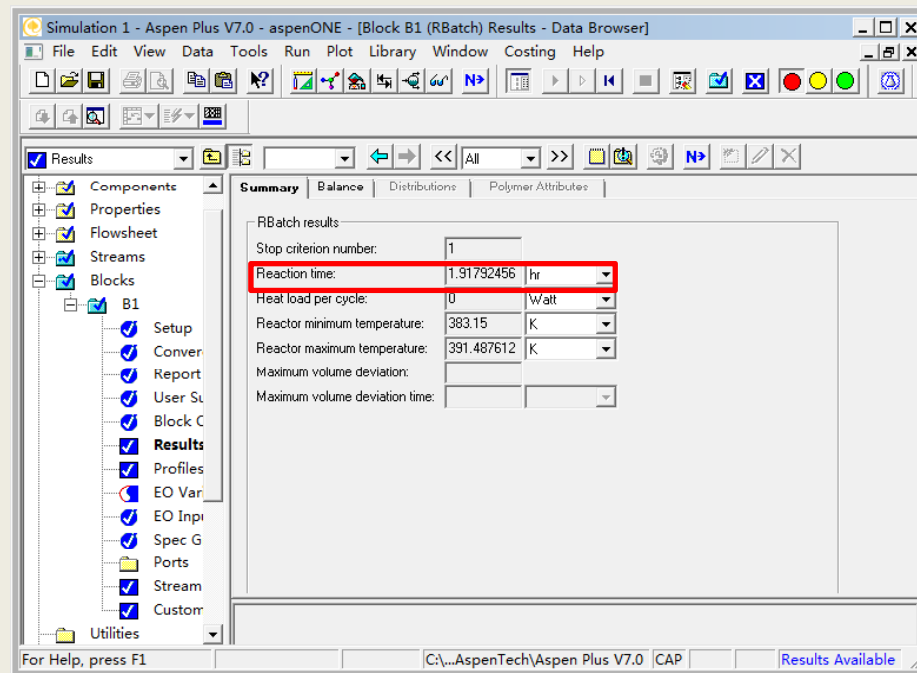 Simulation 1 - Aspen Plus V7.0 - aspenONE - [Block B1 (RBatch) Results - Data Browser]
File Edit View Data Tools Run Plot Library Window Costing Help
N>
Results
<< All >>
N>
Components
Properties
Flowsheet
Streams
Blocks
B1
Setup
Conver
Report
User Su
Block C
Results
Profiles
EO Var
EO Inpu
Spec G
Ports
Stream
Custom
Utilities
Summary Balance Distributions Polymer Attributes
RBatch results
Stop criterion number: 1
Reaction time: 1.91792456 hr
Heat load per cycle: 0 Watt
Reactor minimum temperature: 383.15 K
Reactor maximum temperature: 391.487612 K
Maximum volume deviation:
Maximum volume deviation time:
For Help, press F1 C:\...AspenTech\Aspen Plus V7.0 CAP Results Available